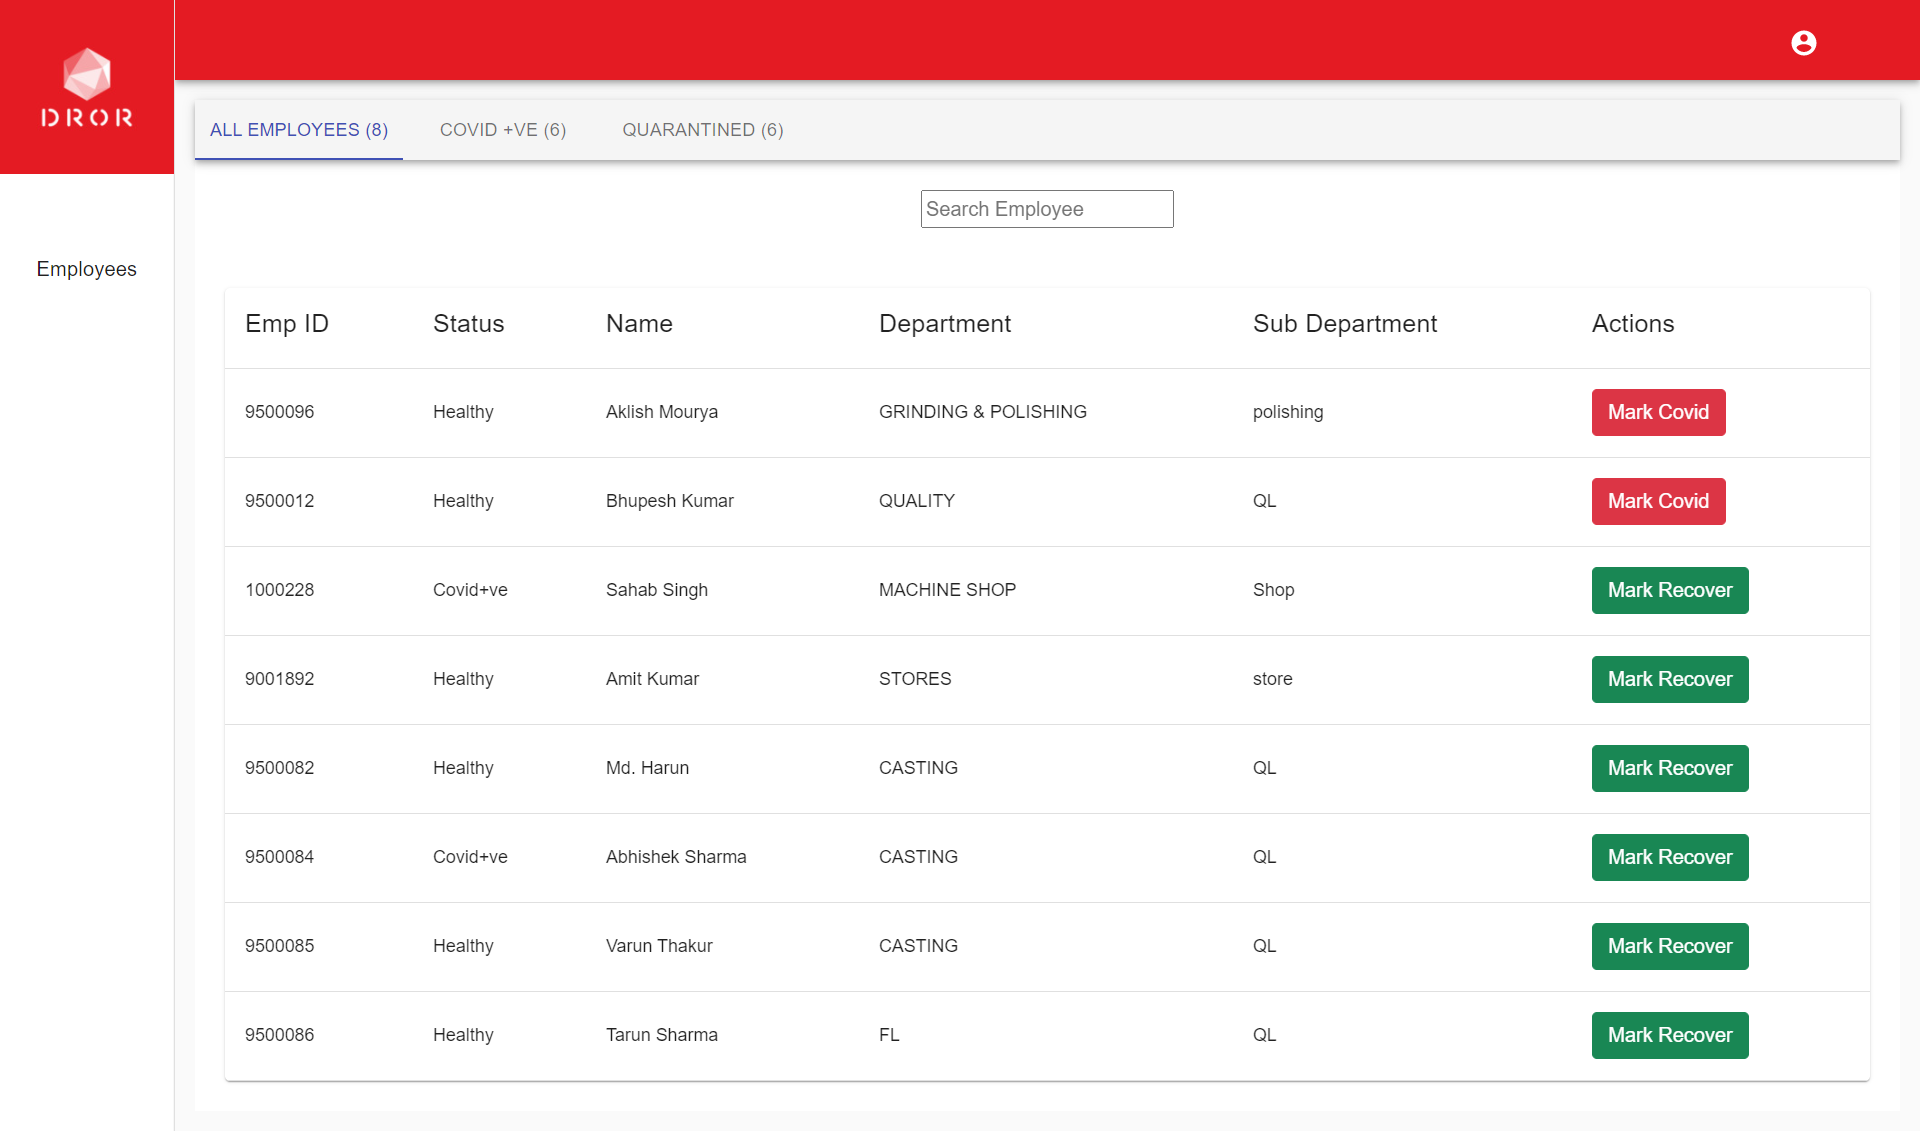 DROR
Employees
ALL EMPLOYEES (8) COVID +VE (6) QUARANTINED (6)
Search Employee
Emp ID Status Name Department Sub Department Actions
9500096 Healthy Aklish Mourya GRINDING & POLISHING polishing Mark Covid
9500012 Healthy Bhupesh Kumar QUALITY QL Mark Covid
1000228 Covid+ve Sahab Singh MACHINE SHOP Shop Mark Recover
9001892 Healthy Amit Kumar STORES store Mark Recover
9500082 Healthy Md. Harun CASTING QL Mark Recover
9500084 Covid+ve Abhishek Sharma CASTING QL Mark Recover
9500085 Healthy Varun Thakur CASTING QL Mark Recover
9500086 Healthy Tarun Sharma FL QL Mark Recover